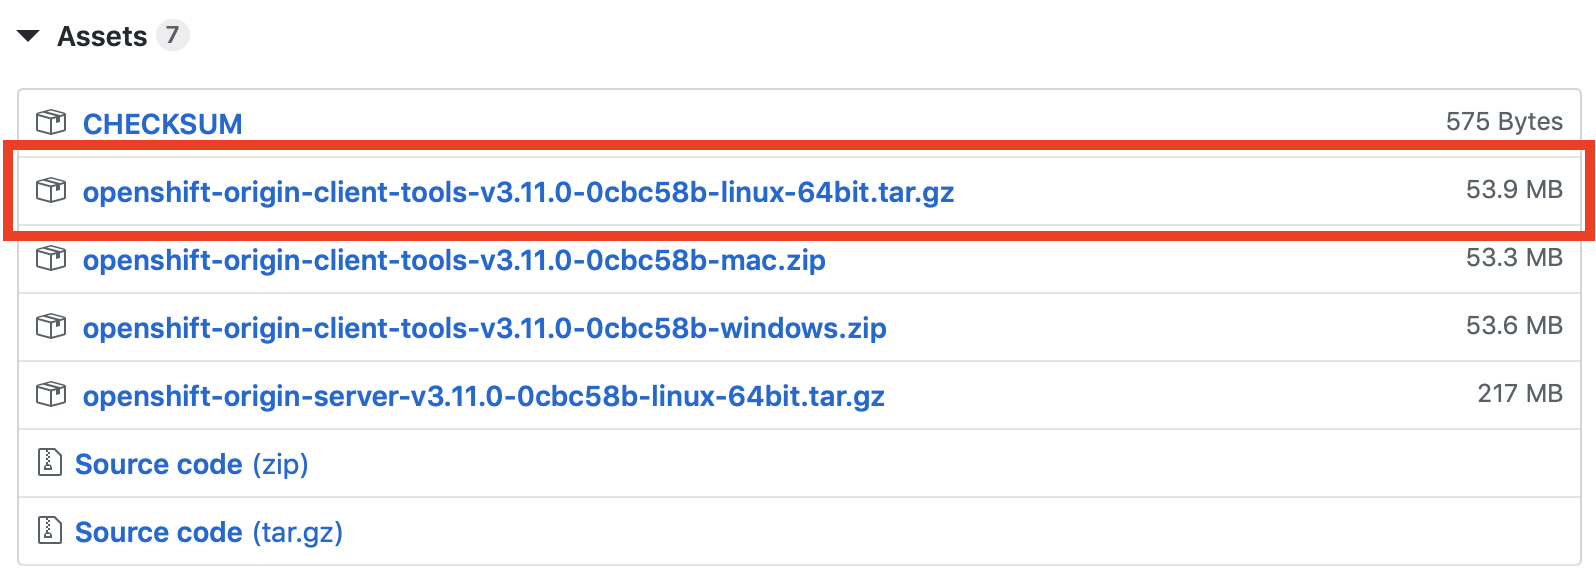 Assets 7
CHECKSUM 575 Bytes
openshift-origin-client-tools-v3.11.0-0cbc58b-linux-64bit.tar.gz 53.9 MB
openshift-origin-client-tools-v3.11.0-0cbc58b-mac.zip 53.3 MB
openshift-origin-client-tools-v3.11.0-0cbc58b-windows.zip 53.6 MB
openshift-origin-server-v3.11.0-0cbc58b-linux-64bit.tar.gz 217 MB
Source code (zip)
Source code (tar.gz)